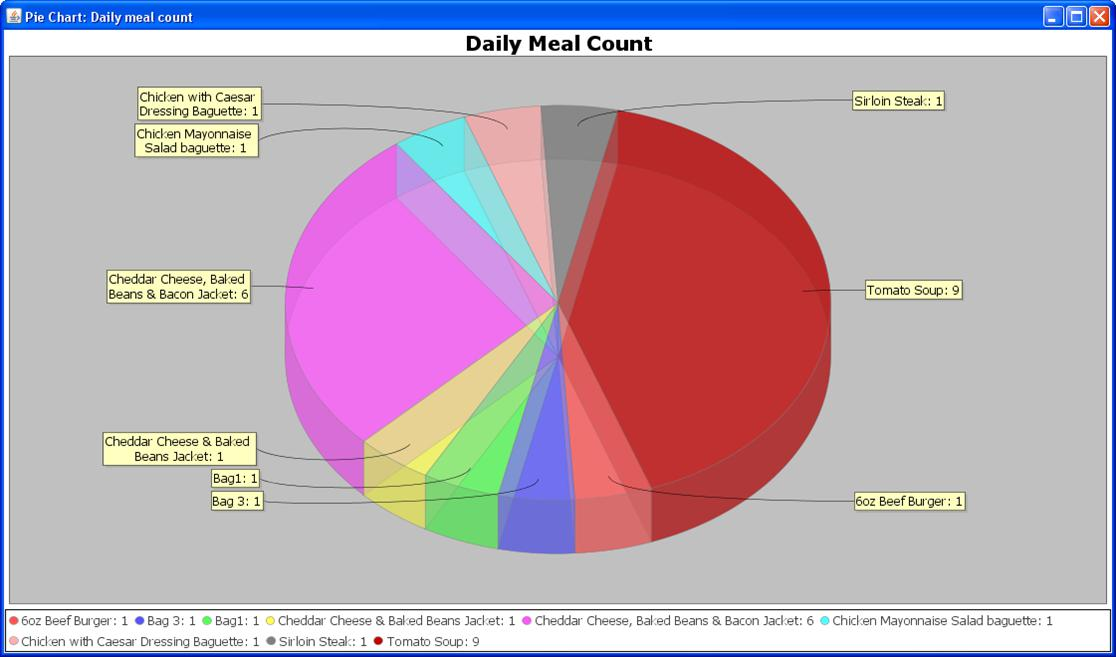 Pie Chart: Daily meal count
Daily Meal Count
Chicken with Caesar
Dressing Baguette: 1
Sirloin Steak: 1
Chicken Mayonnaise
Salad baguette: 1
Cheddar Cheese, Baked
Beans & Bacon Jacket: 6
Tomato Soup: 9
Cheddar Cheese & Baked
Beans Jacket: 1
Bag1: 1
Bag 3: 1
6oz Beef Burger: 1
6oz Beef Burger: 1 Bag 3: 1 Bag1: 1 Cheddar Cheese & Baked Beans Jacket: 1 Cheddar Cheese, Baked Beans & Bacon Jacket: 6 Chicken Mayonnaise Salad baguette: 1
Chicken with Caesar Dressing Baguette: 1 Sirloin Steak: 1 Tomato Soup: 9